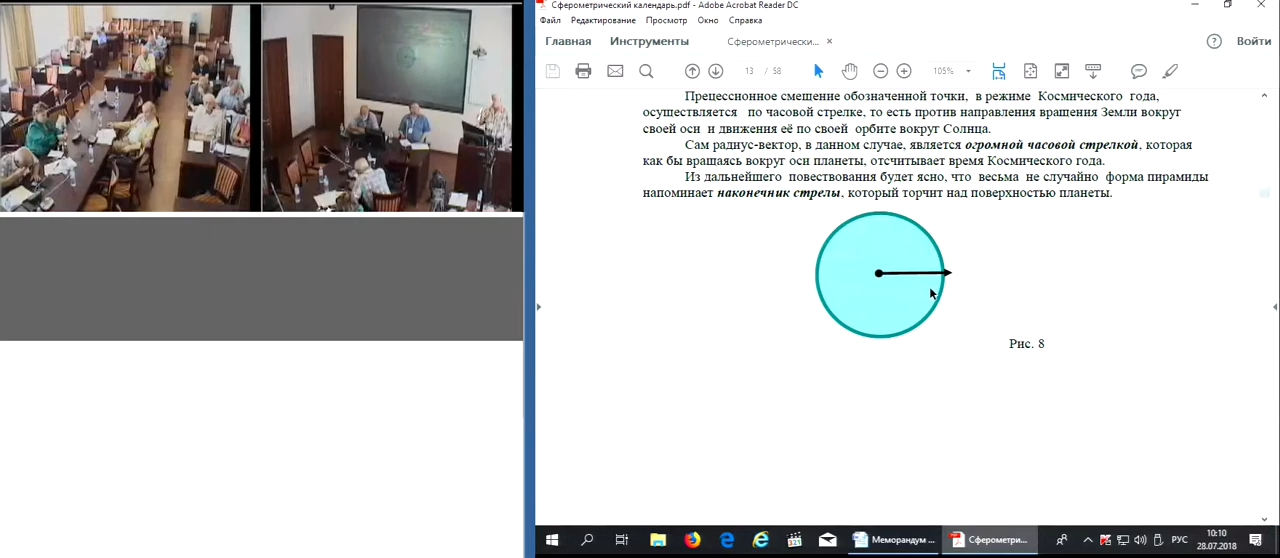 Сферометрический календарь.pdf - Adobe Acrobat Reader DC
Файл Редактирование Просмотр Окно Справка
Главная Инструменты Сферометрически... × Войти
13 / 58 105%
Прецессионное смещение обозначенной точки, в режиме Космического года,
осуществляется по часовой стрелке, то есть против направления вращения Земли вокруг
своей оси и движения её по своей орбите вокруг Солнца.
Сам радиус-вектор, в данном случае, является огромной часовой стрелкой, которая
как бы вращаясь вокруг оси планеты, отсчитывает время Космического года.
Из дальнейшего повествования будет ясно, что весьма не случайно форма пирамиды
напоминает наконечник стрелы, который торчит над поверхностью планеты.
Рис. 8
Меморандум ... Сферометри... РУС 10:10
28.07.2018